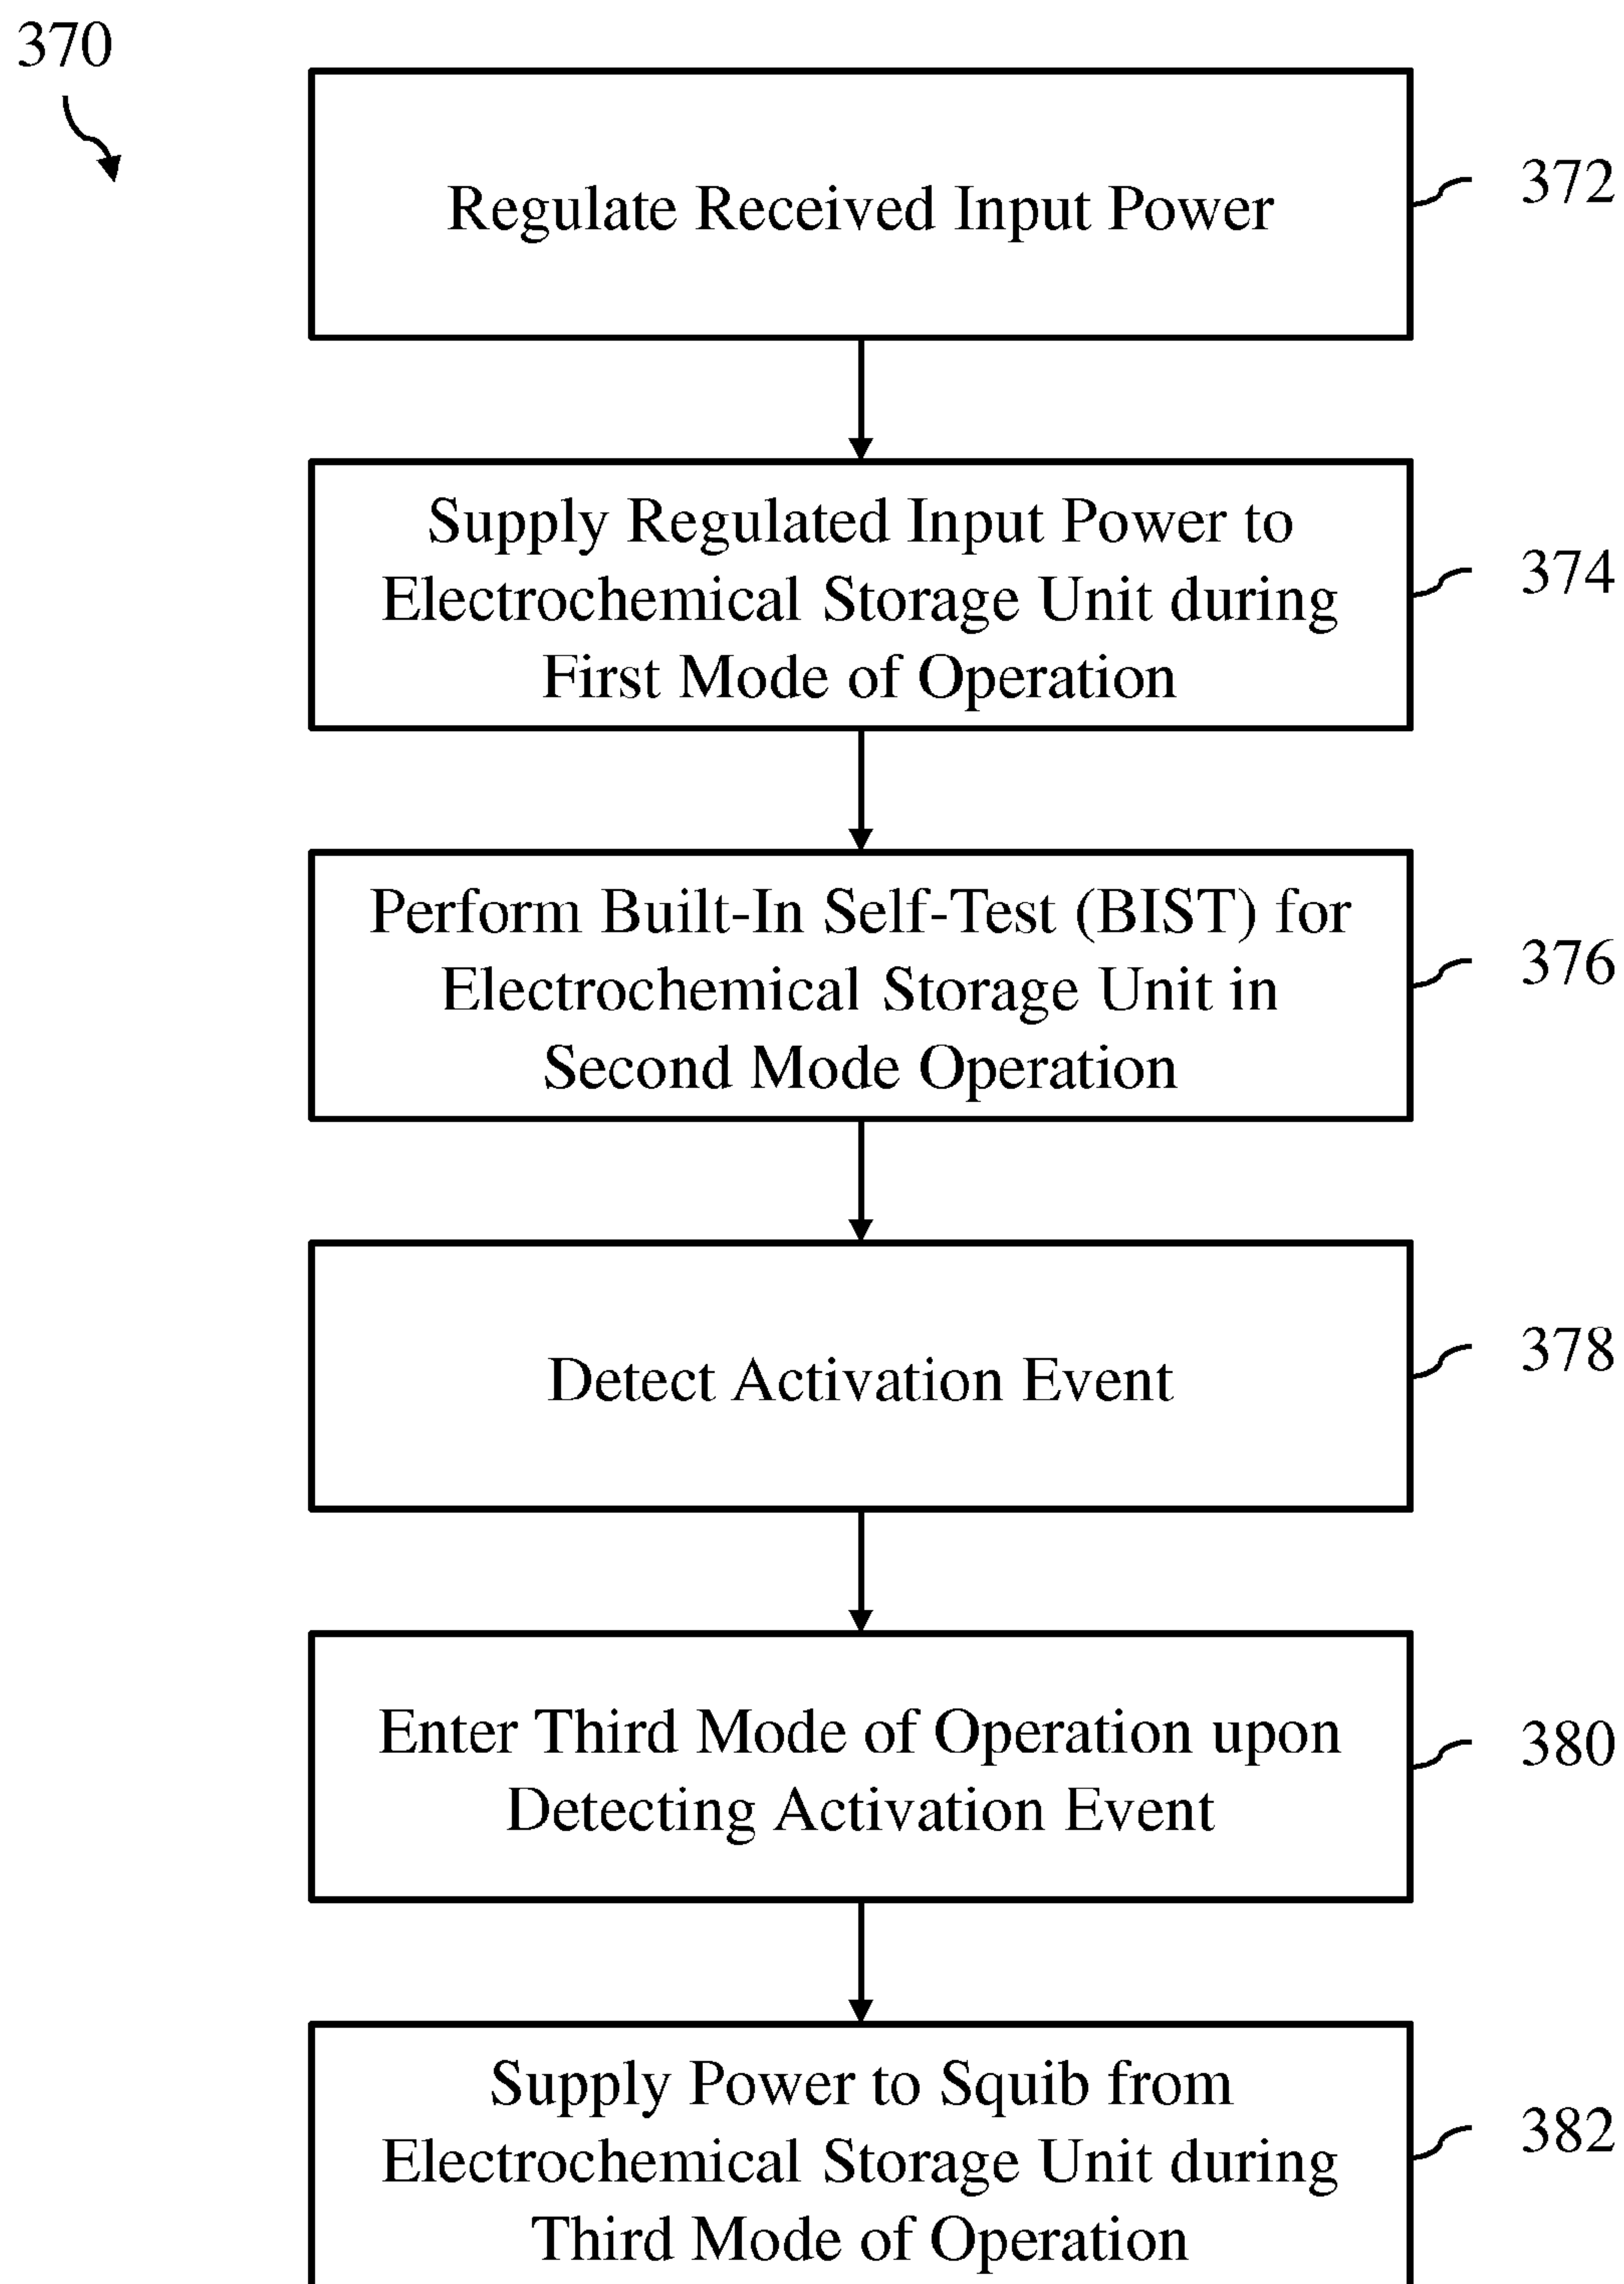 370
Regulate Received Input Power
372
Supply Regulated Input Power to
Electrochemical Storage Unit during
First Mode of Operation
374
Perform Built-In Self-Test (BIST) for
Electrochemical Storage Unit in
Second Mode Operation
376
Detect Activation Event
378
Enter Third Mode of Operation upon
Detecting Activation Event
380
Supply Power to Squib from
Electrochemical Storage Unit during
Third Mode of Operation
382